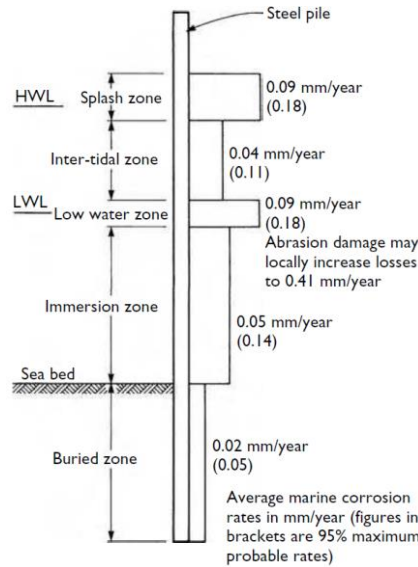 Steel pile
HWL
Splash zone
0.09 mm/year
(0.18)
Inter-tidal zone
0.04 mm/year
(0.11)
LWL
Low water zone
0.09 mm/year
(0.18)
Abrasion damage may
locally increase losses
to 0.41 mm/year
Immersion zone
0.05 mm/year
(0.14)
Sea bed
Buried zone
0.02 mm/year
(0.05)
Average marine corrosion
rates in mm/year (figures in
brackets are 95% maximum
probable rates)